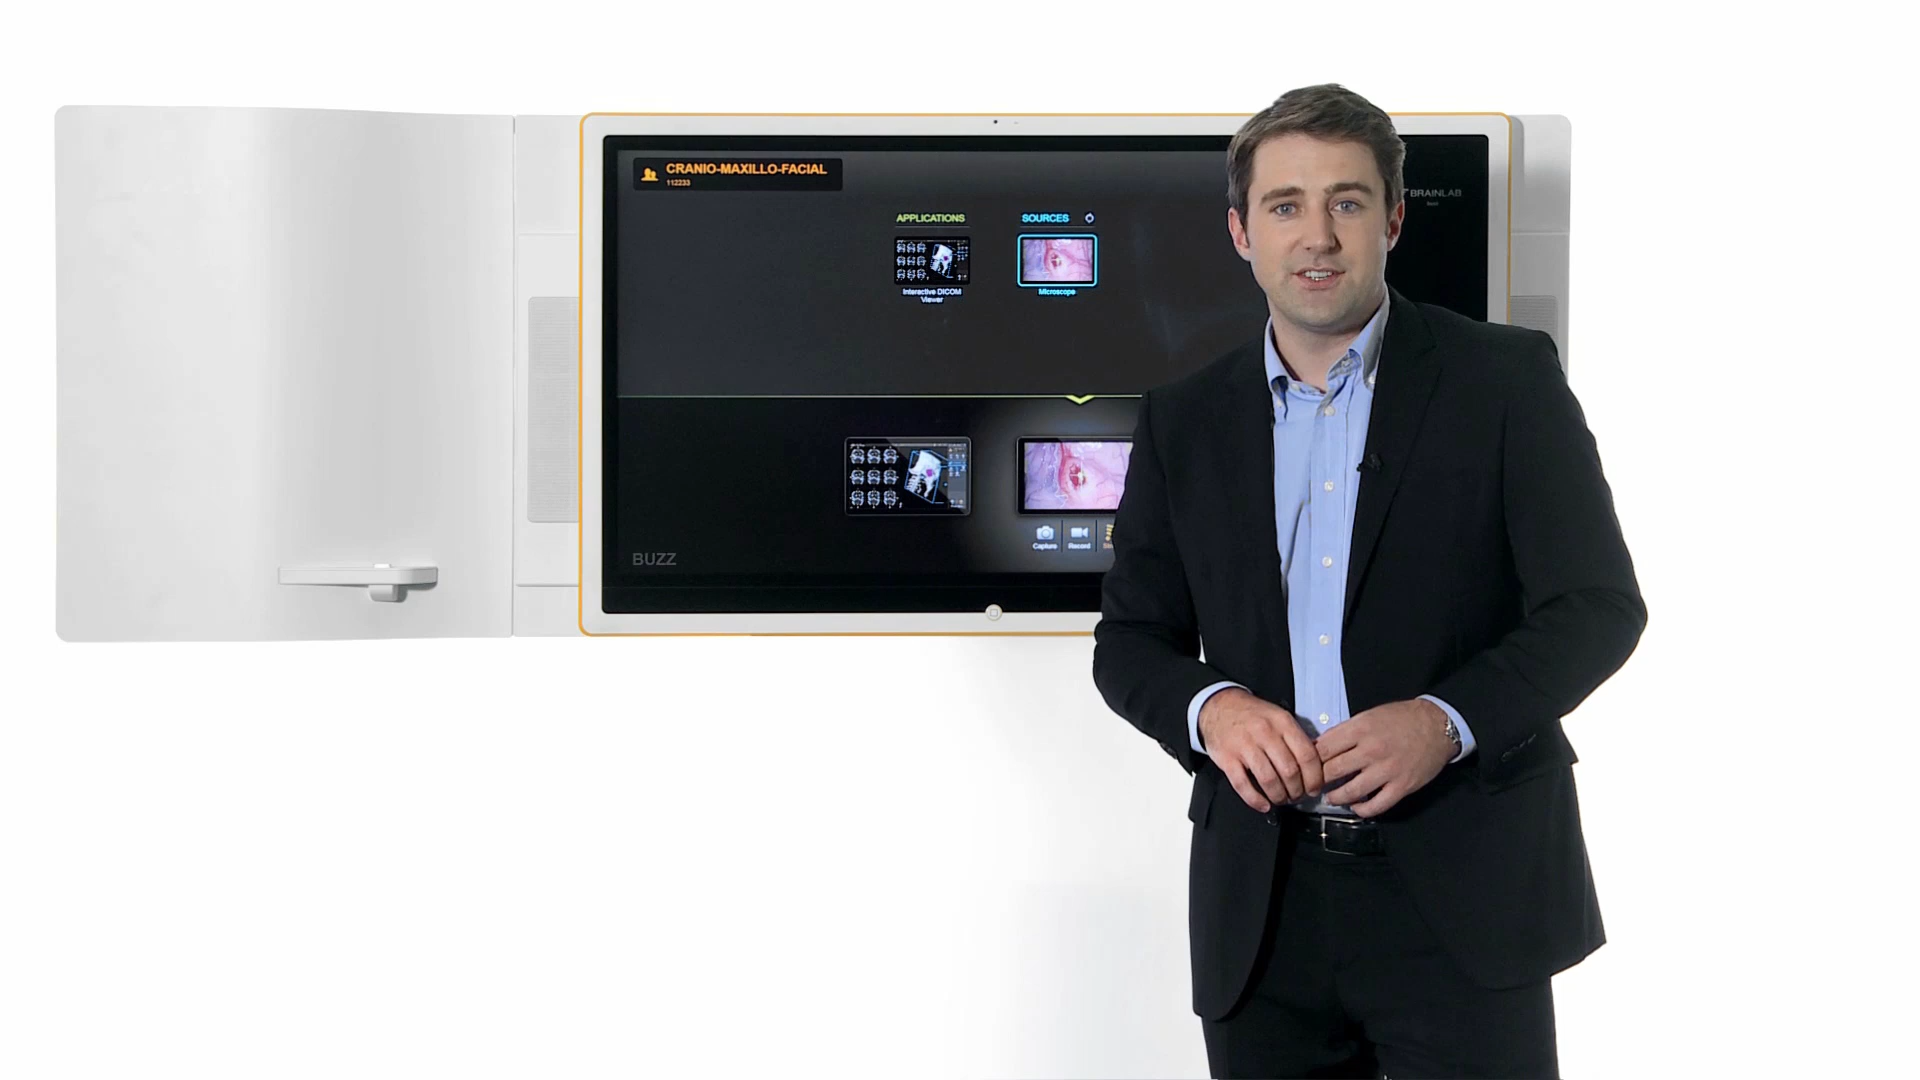 CRANIO-MAXILLO-FACIAL
112233
BRAINLAB
APPLICATIONS
SOURCES
Interactive DICOM
Viewer
Microscope
Capture
Record
BUZZ